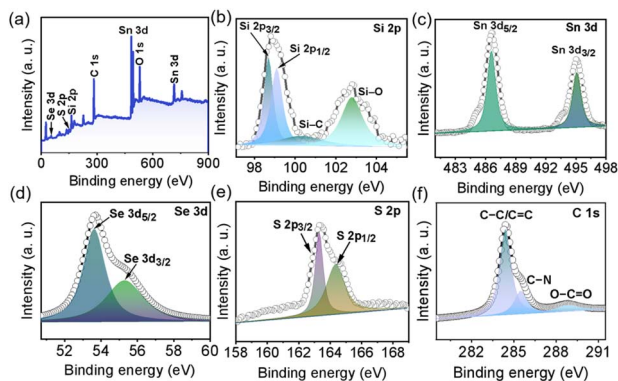 (a)
Sn 3d
C 1s
O 1s
Sn 3d
Se 3d
S 2p
Si 2p
Intensity (a. u.)
0 300 600 900
Binding energy (eV)
(b)
Si 2p
Si 2p3/2
Si 2p1/2
Si–O
Si–C
Intensity (a. u.)
98 100 102 104
Binding energy (eV)
(c)
Sn 3d5/2
Sn 3d
Sn 3d3/2
Intensity (a. u.)
483 486 489 492 495 498
Binding energy (eV)
(d)
Se 3d
Se 3d5/2
Se 3d3/2
Intensity (a. u.)
52 54 56 58 60
Binding energy (eV)
(e)
S 2p
S 2p3/2
S 2p1/2
Intensity (a. u.)
158 160 162 164 166 168
Binding energy (eV)
(f)
C 1s
C–C/C=C
C–N
O–C=O
Intensity (a. u.)
282 285 288 291
Binding energy (eV)